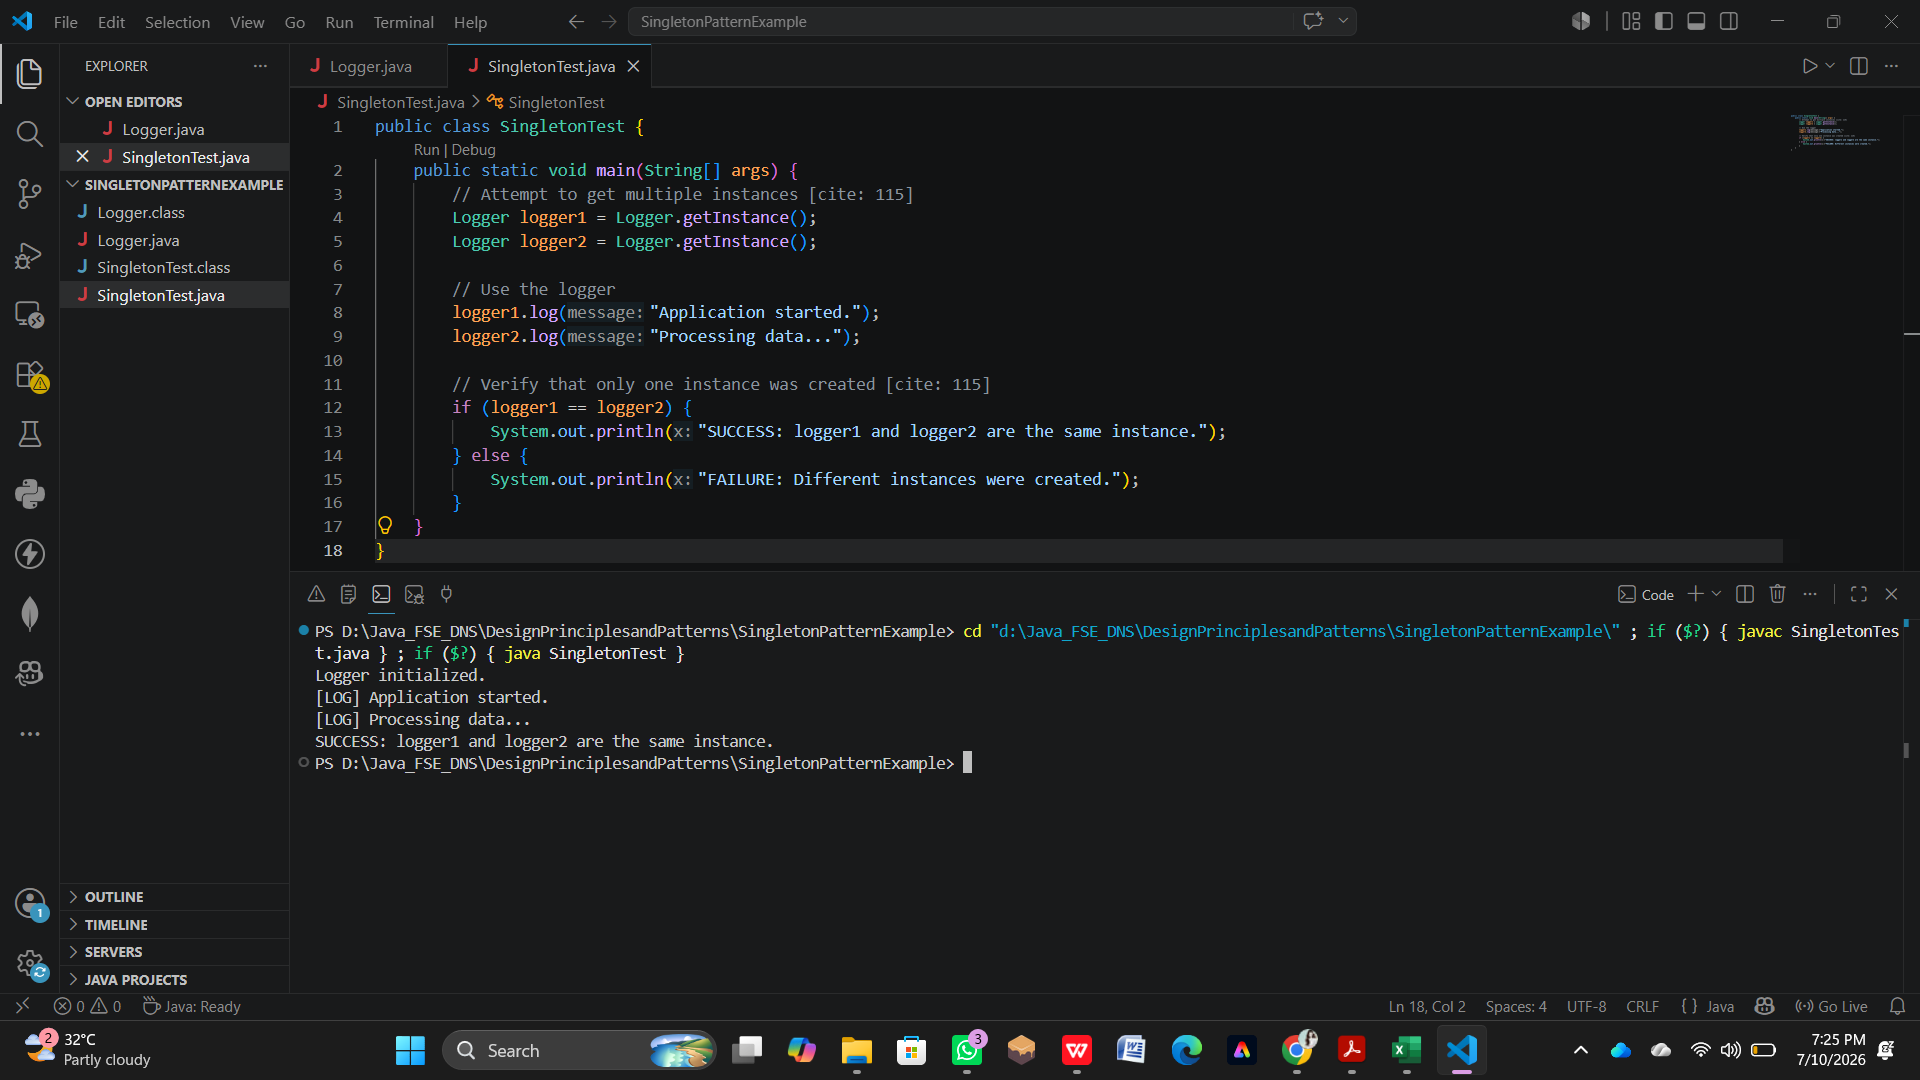 File Edit Selection View Go Run Terminal Help
SingletonPatternExample
EXPLORER
OPEN EDITORS
Logger.java
SingletonTest.java
SINGLETONPATTERNEXAMPLE
Logger.class
Logger.java
SingletonTest.class
SingletonTest.java
OUTLINE
TIMELINE
SERVERS
JAVA PROJECTS
Logger.java SingletonTest.java
SingletonTest.java > SingletonTest
1 public class SingletonTest {
Run | Debug
2 public static void main(String[] args) {
3 // Attempt to get multiple instances [cite: 115]
4 Logger logger1 = Logger.getInstance();
5 Logger logger2 = Logger.getInstance();
6
7 // Use the logger
8 logger1.log(message: "Application started.");
9 logger2.log(message: "Processing data...");
10
11 // Verify that only one instance was created [cite: 115]
12 if (logger1 == logger2) {
13 System.out.println(x: "SUCCESS: logger1 and logger2 are the same instance.");
14 } else {
15 System.out.println(x: "FAILURE: Different instances were created.");
16 }
17 }
18 }
Code
PS D:\Java_FSE_DNS\DesignPrinciplesandPatterns\SingletonPatternExample> cd "d:\Java_FSE_DNS\DesignPrinciplesandPatterns\SingletonPatternExample\" ; if ($?) { javac SingletonTes
t.java } ; if ($?) { java SingletonTest }
Logger initialized.
[LOG] Application started.
[LOG] Processing data...
SUCCESS: logger1 and logger2 are the same instance.
PS D:\Java_FSE_DNS\DesignPrinciplesandPatterns\SingletonPatternExample>
1
0 0 Java: Ready
Ln 18, Col 2 Spaces: 4 UTF-8 CRLF { } Java Go Live
2
32°C
Partly cloudy
Search
3
7:25 PM
7/10/2026